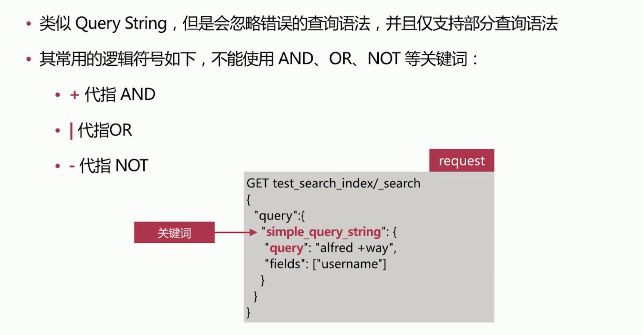 类似 Query String，但是会忽略错误的查询语法，并且仅支持部分查询语法
其常用的逻辑符号如下，不能使用 AND、OR、NOT 等关键词：
+ 代指 AND
| 代指OR
- 代指 NOT
request
GET test_search_index/_search
{
"query":{
关键词
"simple_query_string": {
"query": "alfred +way",
"fields": ["username"]
}
}
}